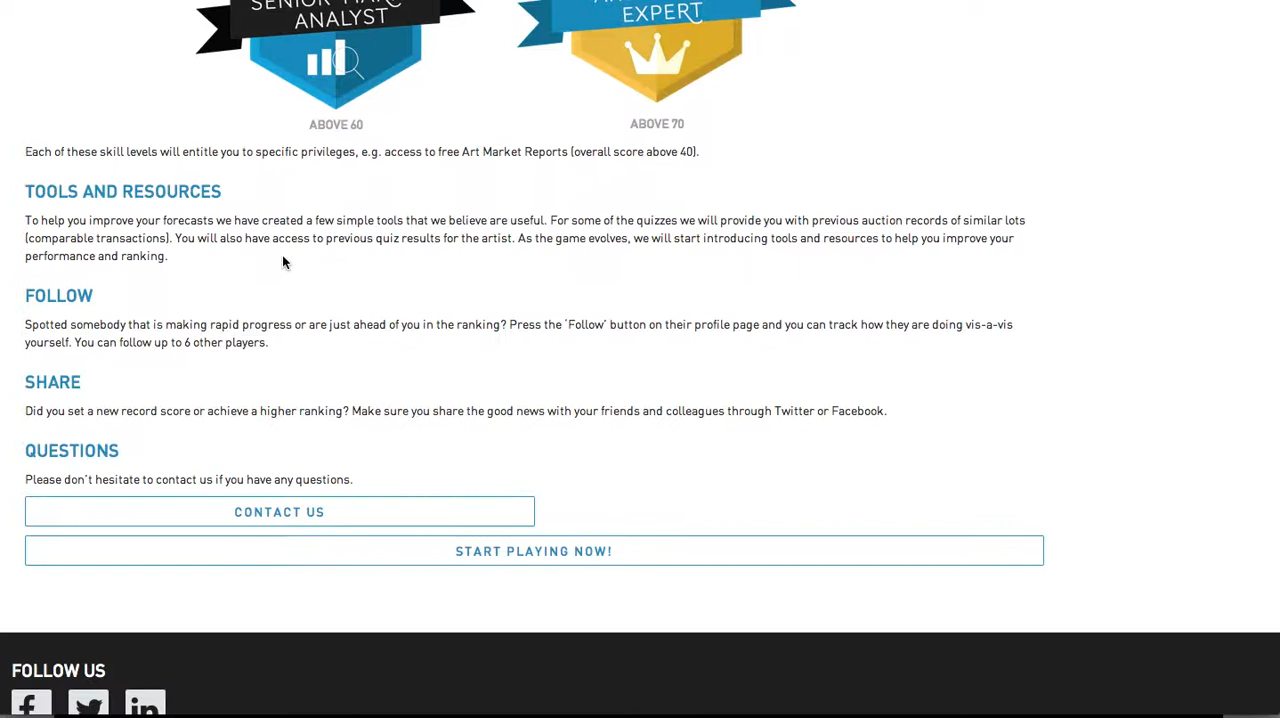 SENIOR
ANALYST
EXPERT
ABOVE 60
ABOVE 70
Each of these skill levels will entitle you to specific privileges, e.g. access to free Art Market Reports (overall score above 40).
TOOLS AND RESOURCES
To help you improve your forecasts we have created a few simple tools that we believe are useful. For some of the quizzes we will provide you with previous auction records of similar lots
(comparable transactions). You will also have access to previous quiz results for the artist. As the game evolves, we will start introducing tools and resources to help you improve your
performance and ranking.
FOLLOW
Spotted somebody that is making rapid progress or are just ahead of you in the ranking? Press the 'Follow' button on their profile page and you can track how they are doing vis-a-vis
yourself. You can follow up to 6 other players.
SHARE
Did you set a new record score or achieve a higher ranking? Make sure you share the good news with your friends and colleagues through Twitter or Facebook.
QUESTIONS
Please don't hesitate to contact us if you have any questions.
CONTACT US
START PLAYING NOW!
FOLLOW US